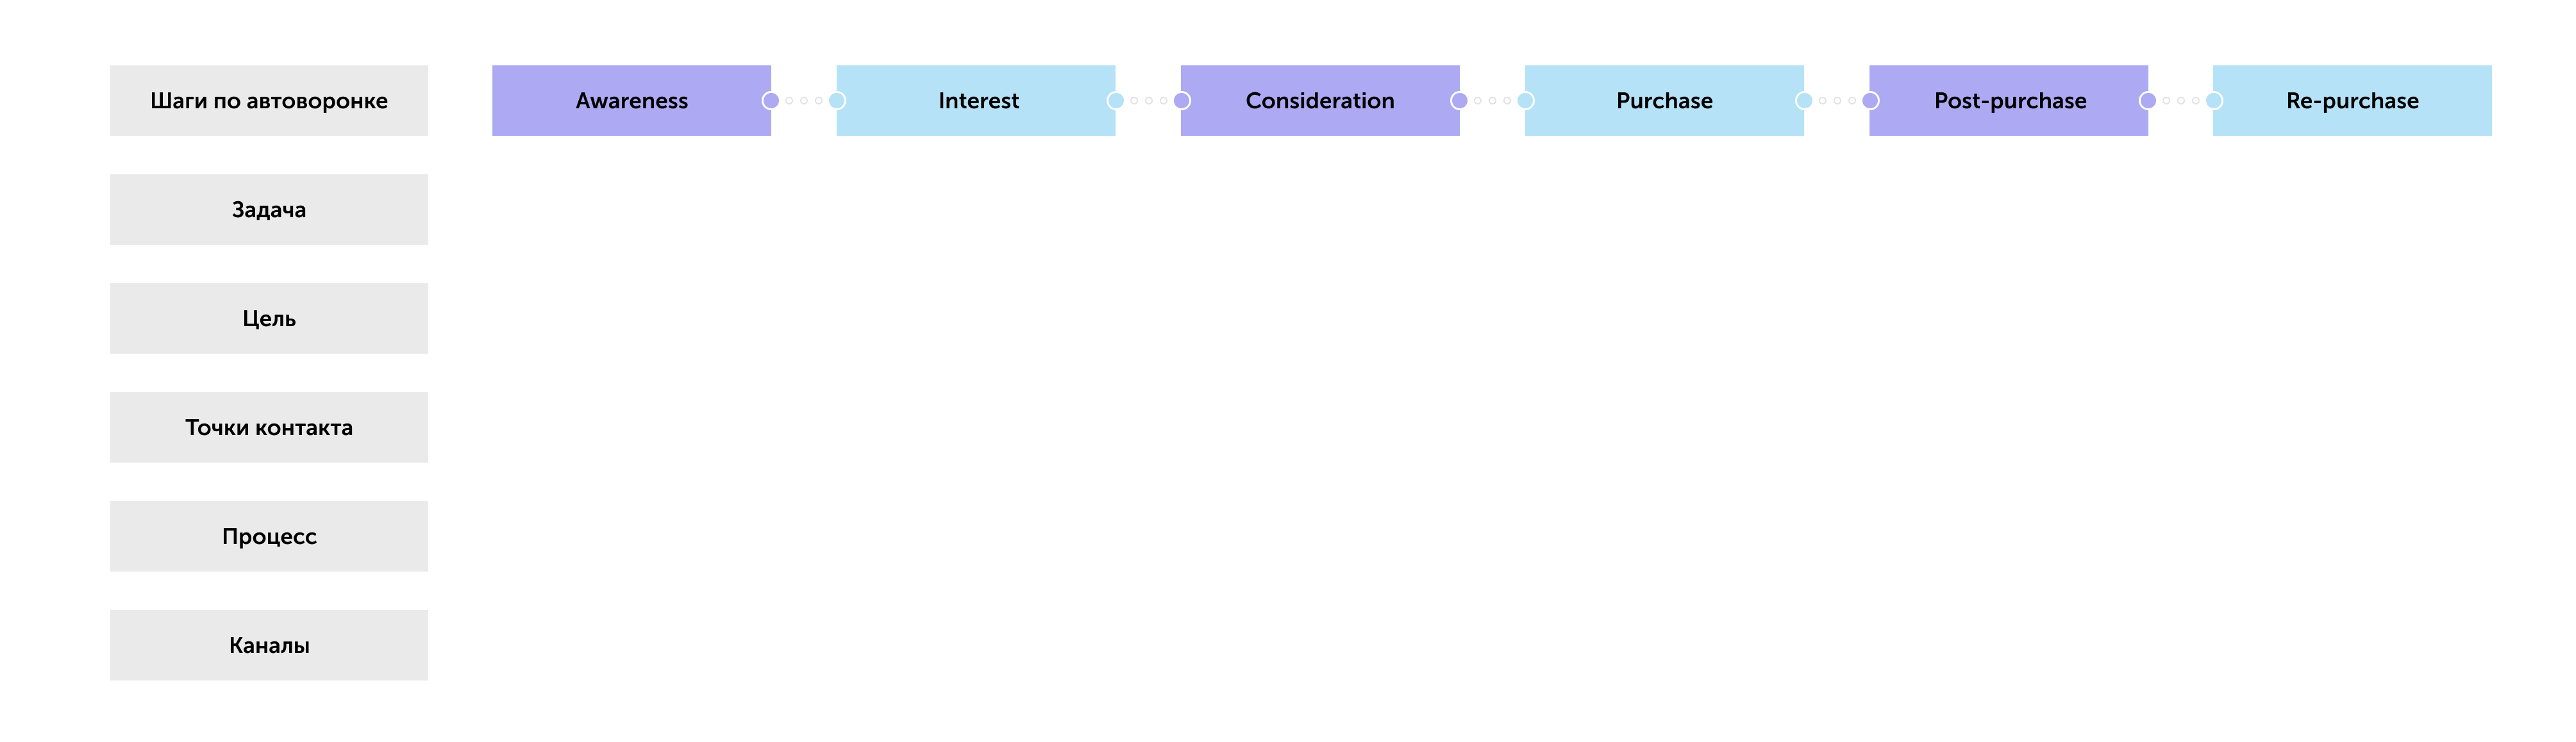 Шаги по автоворонке
Awareness
Interest
Consideration
Purchase
Post-purchase
Re-purchase
Задача
Цель
Точки контакта
Процесс
Каналы